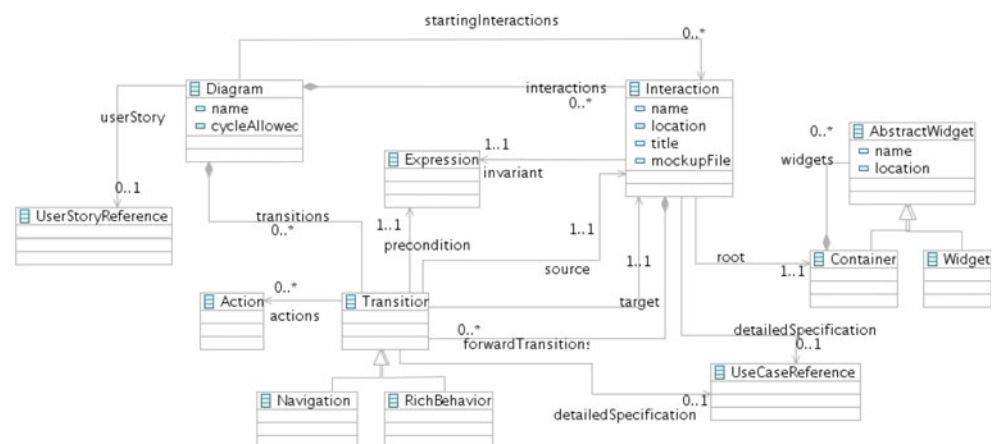 startingInteractions
0..*
Diagram
name
cycleAllowec
interactions
0..*
Interaction
name
location
title
mockupFile
userStory
0..1
UserStoryReference
Expression
1..1
invariant
0..*
widgets
AbstractWidget
name
location
transitions
0..*
1..1
precondition
1..1
source
1..1
target
root
1..1
Container
Widget
Action
0..*
actions
Transition
0..*
forwardTransitions
detailedSpecification
0..1
UseCaseReference
Navigation
RichBehavior
0..1
detailedSpecification